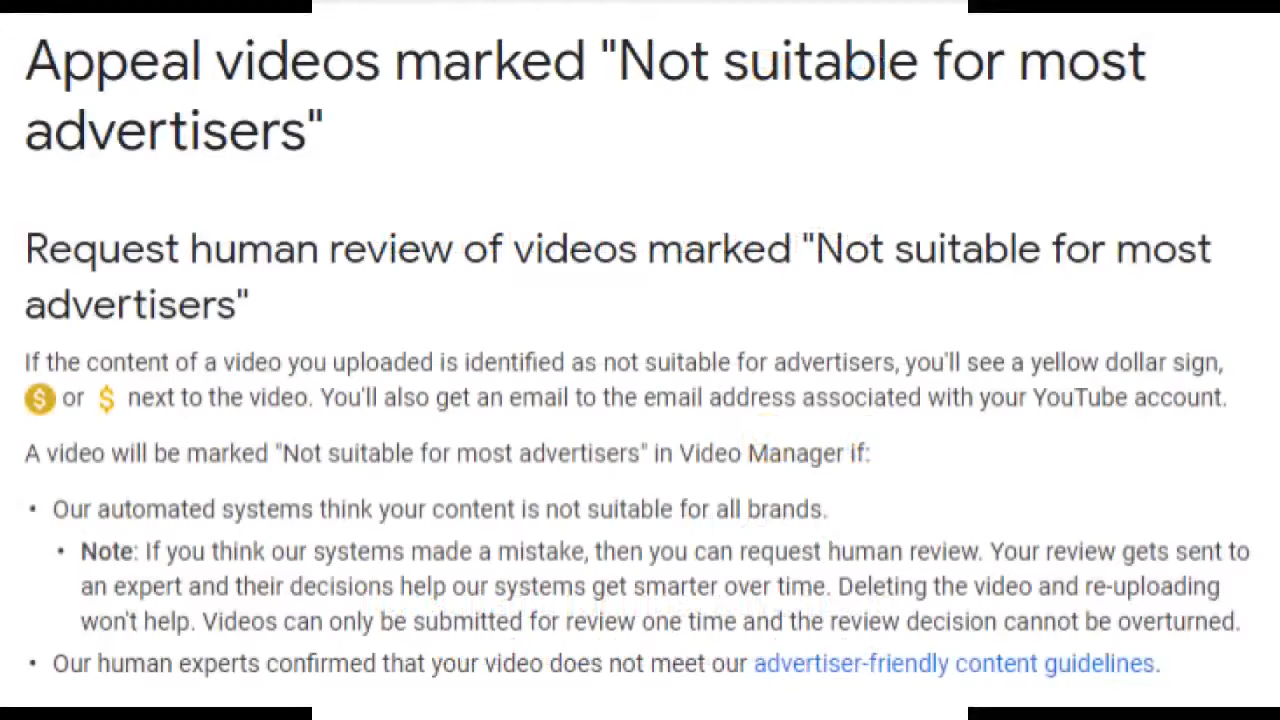 Appeal videos marked "Not suitable for most
advertisers"
Request human review of videos marked "Not suitable for most
advertisers"
If the content of a video you uploaded is identified as not suitable for advertisers, you'll see a yellow dollar sign,
$ or $ next to the video. You'll also get an email to the email address associated with your YouTube account.
A video will be marked "Not suitable for most advertisers" in Video Manager if:
• Our automated systems think your content is not suitable for all brands.
• Note: If you think our systems made a mistake, then you can request human review. Your review gets sent to
an expert and their decisions help our systems get smarter over time. Deleting the video and re-uploading
won't help. Videos can only be submitted for review one time and the review decision cannot be overturned.
• Our human experts confirmed that your video does not meet our advertiser-friendly content guidelines.